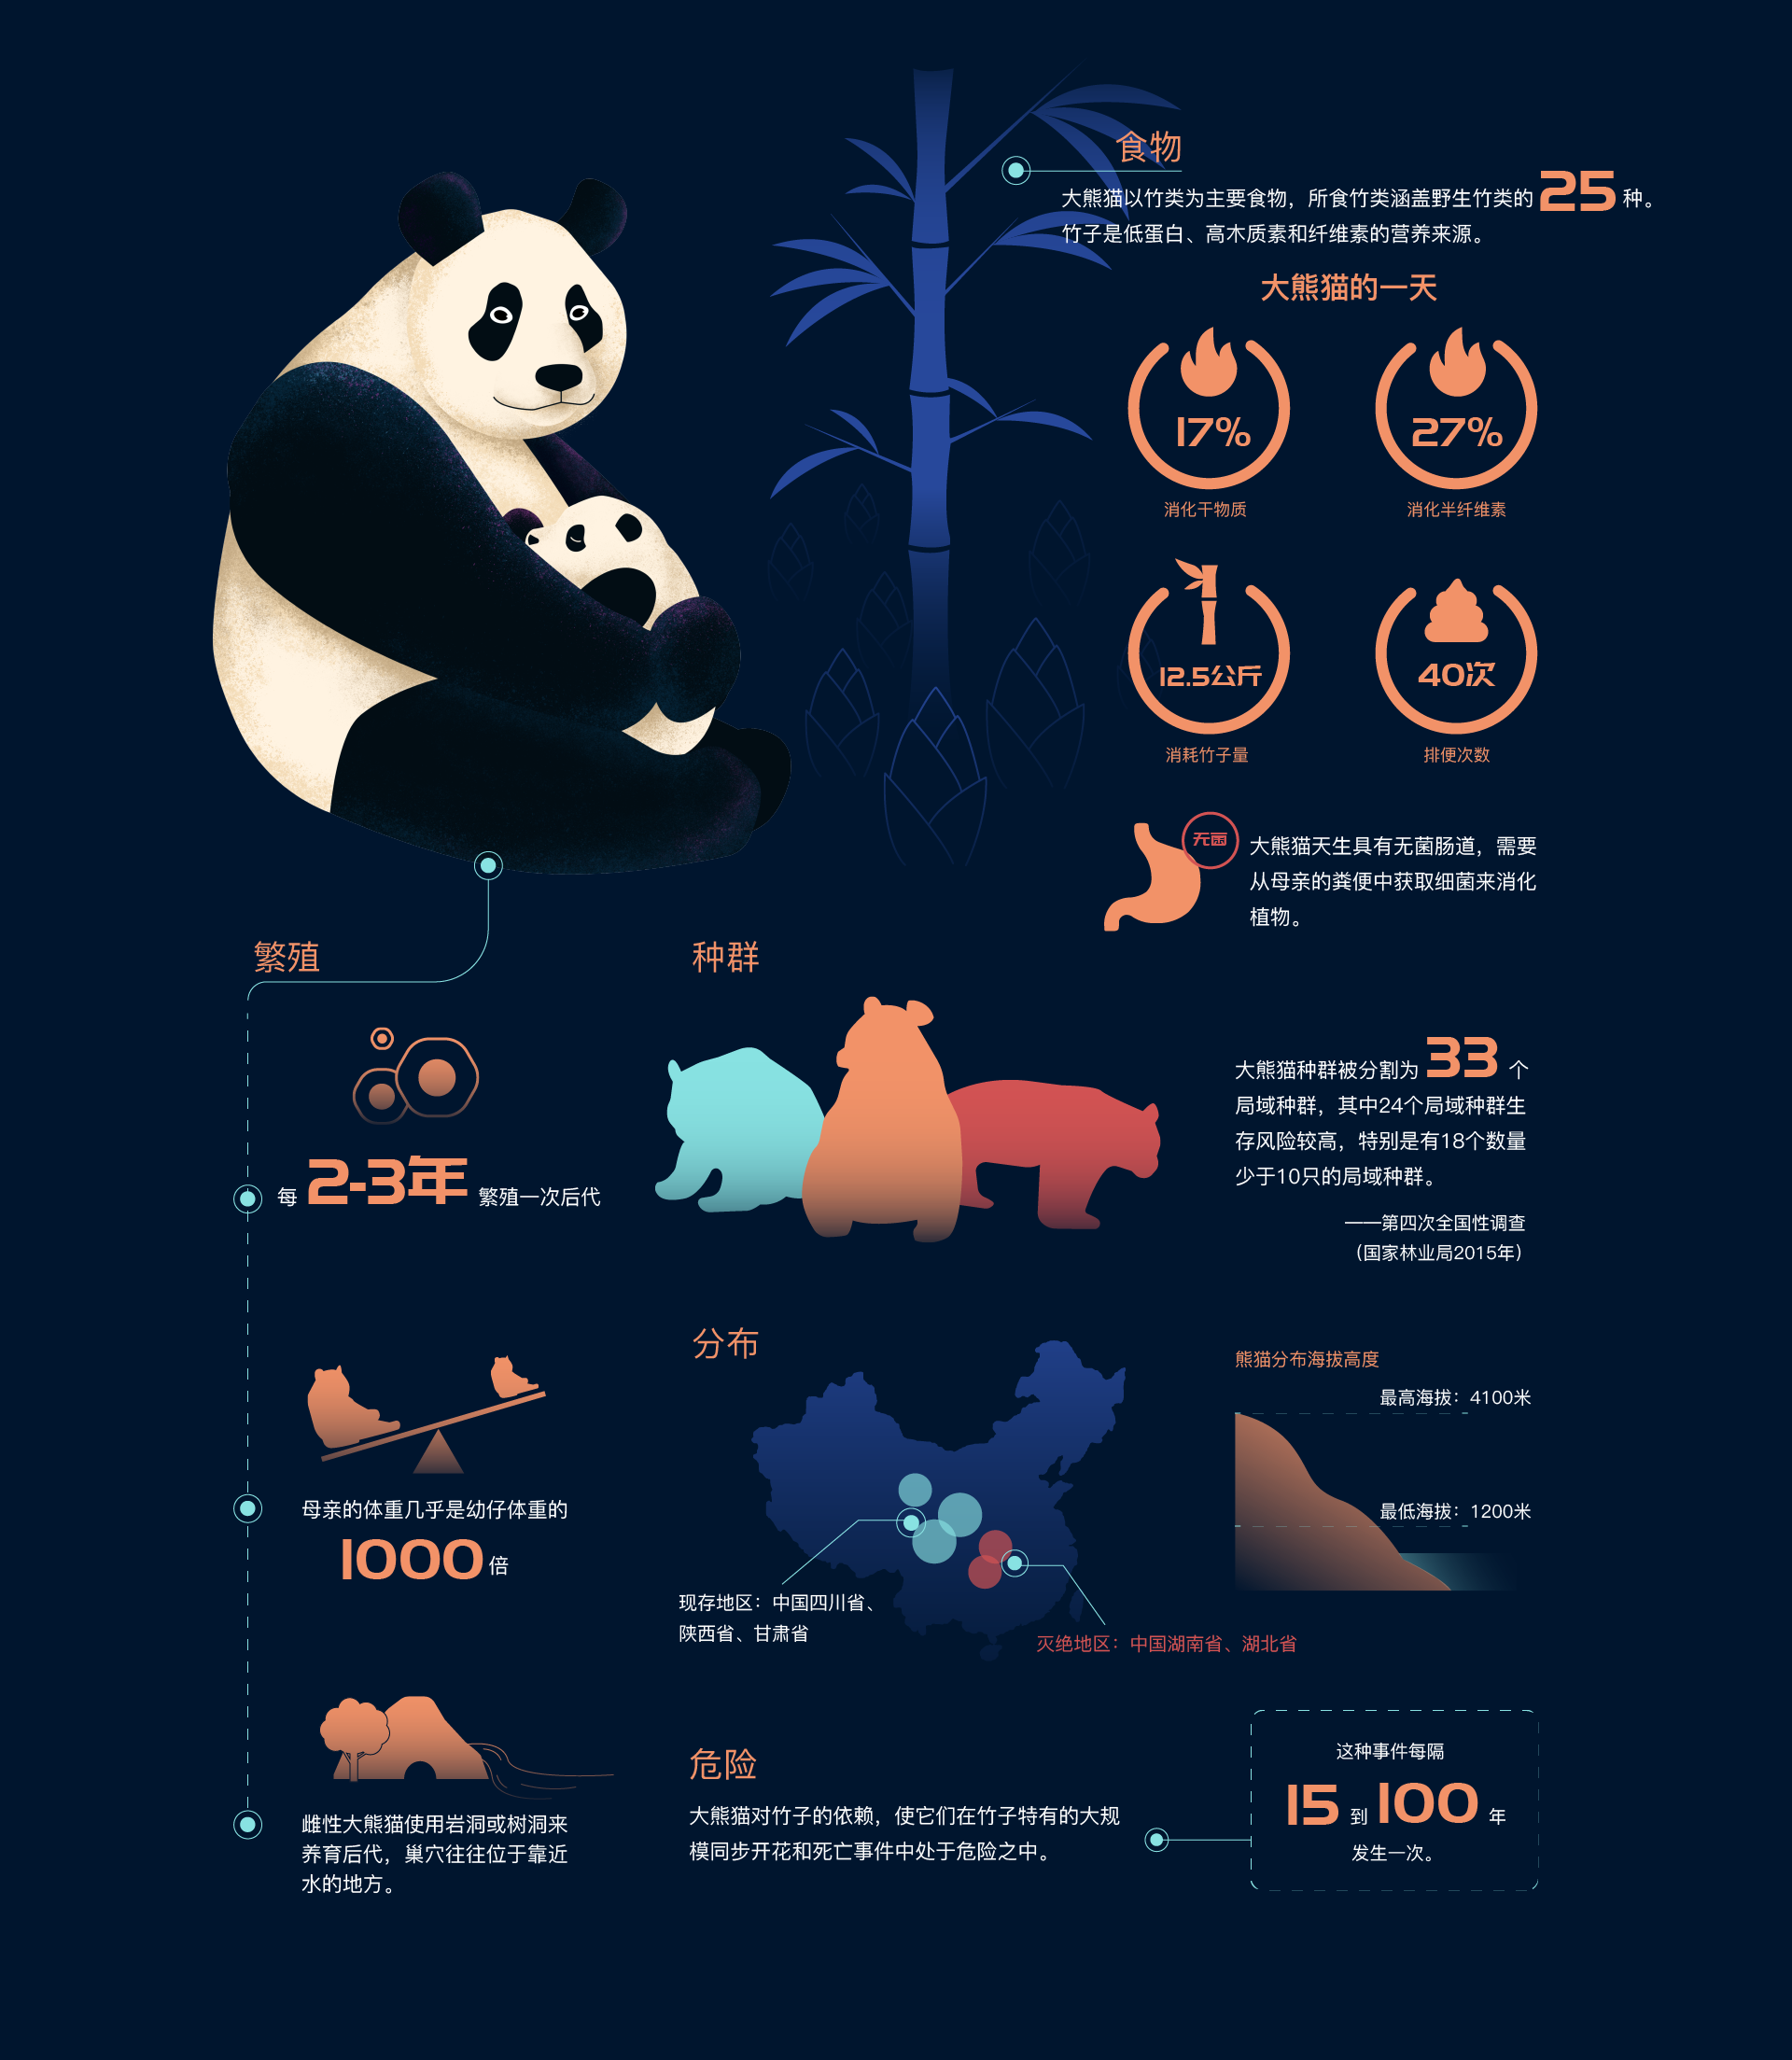 食物
大熊猫以竹类为主要食物，所食竹类涵盖野生竹类的 25 种。
竹子是低蛋白、高木质素和纤维素的营养来源。
大熊猫的一天
17%
消化干物质
27%
消化半纤维素
12.5公斤
消耗竹子量
40次
排便次数
无菌
大熊猫天生具有无菌肠道，需要
从母亲的粪便中获取细菌来消化
植物。
繁殖
每 2-3年 繁殖一次后代
母亲的体重几乎是幼仔体重的
1000 倍
雌性大熊猫使用岩洞或树洞来
养育后代，巢穴往往位于靠近
水的地方。
种群
大熊猫种群被分割为 33 个
局域种群，其中24个局域种群生
存风险较高，特别是有18个数量
少于10只的局域种群。
——第四次全国性调查
（国家林业局2015年）
分布
现存地区：中国四川省、
陕西省、甘肃省
灭绝地区：中国湖南省、湖北省
熊猫分布海拔高度
最高海拔：4100米
最低海拔：1200米
危险
大熊猫对竹子的依赖，使它们在竹子特有的大规
模同步开花和死亡事件中处于危险之中。
这种事件每隔
15 到 100 年
发生一次。